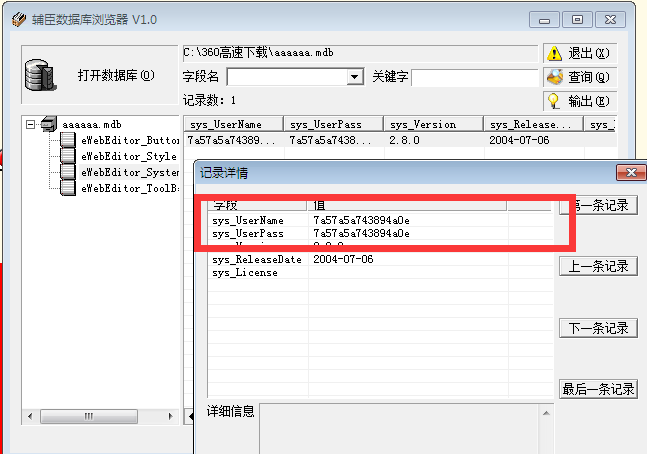 辅臣数据库浏览器 V1.0
打开数据库(O)
C:\360高速下载\aaaaaa.mdb
退出(X)
字段名
关键字
查询(Q)
记录数：1
输出(E)
aaaaaa.mdb
eWebEditor_Button
eWebEditor_Style
eWebEditor_System
eWebEditor_ToolBa
sys_UserName sys_UserPass sys_Version sys_Release... sys_
7a57a5a74389... 7a57a5a7438... 2.8.0 2004-07-06
记录详情
字段 值
sys_UserName 7a57a5a743894a0e
sys_UserPass 7a57a5a743894a0e
sys_ReleaseDate 2004-07-06
sys_License
第一条记录
上一条记录
下一条记录
最后一条记录
详细信息